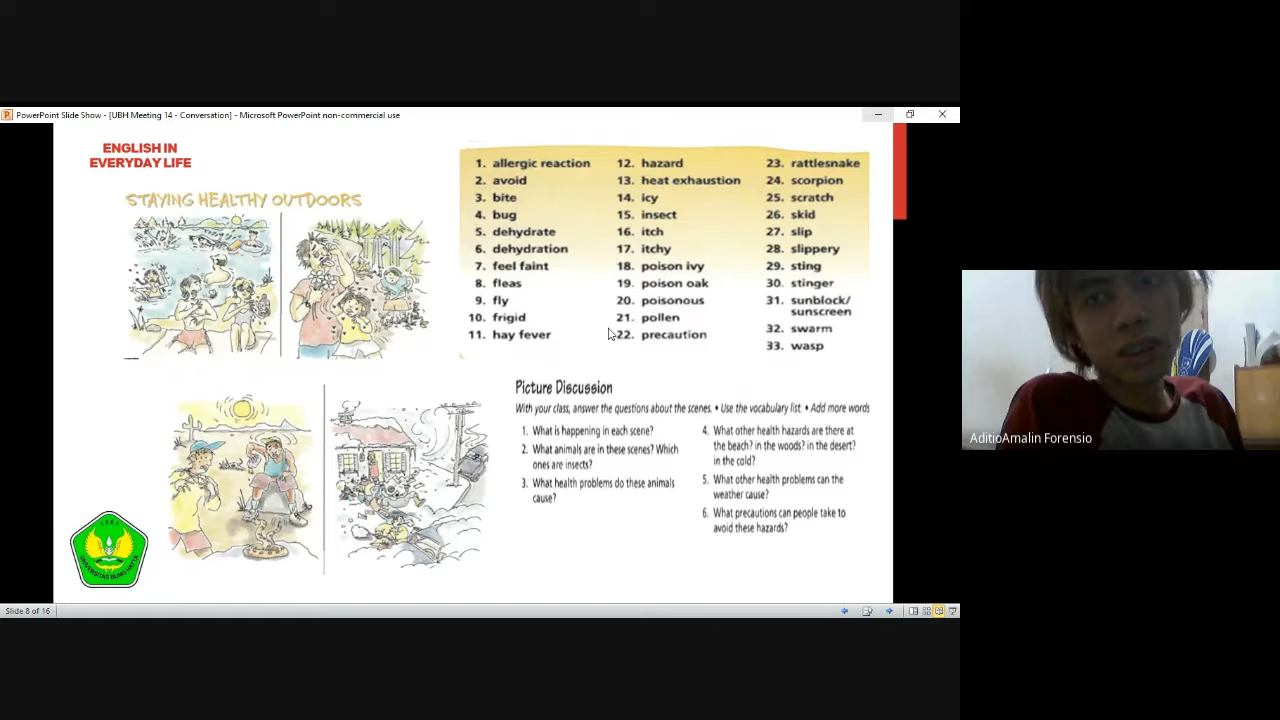 PowerPoint Slide Show - [UBH Meeting 14 - Conversation] - Microsoft PowerPoint non-commercial use
ENGLISH IN
EVERYDAY LIFE
STAYING HEALTHY OUTDOORS
1. allergic reaction
2. avoid
3. bite
4. bug
5. dehydrate
6. dehydration
7. feel faint
8. fleas
9. fly
10. frigid
11. hay fever
12. hazard
13. heat exhaustion
14. icy
15. insect
16. itch
17. itchy
18. poison ivy
19. poison oak
20. poisonous
21. pollen
22. precaution
23. rattlesnake
24. scorpion
25. scratch
26. skid
27. slip
28. slippery
29. sting
30. stinger
31. sunblock/
sunscreen
32. swarm
33. wasp
Picture Discussion
With your class, answer the questions about the scenes. • Use the vocabulary list. • Add more words
1. What is happening in each scene?
2. What animals are in these scenes? Which
ones are insects?
3. What health problems do these animals
cause?
4. What other health hazards are there at
the beach? in the woods? in the desert?
in the cold?
5. What other health problems can the
weather cause?
6. What precautions can people take to
avoid these hazards?
1981
UNIVERSITAS BUNG HATTA
AditioAmalin Forensio
Slide 8 of 16